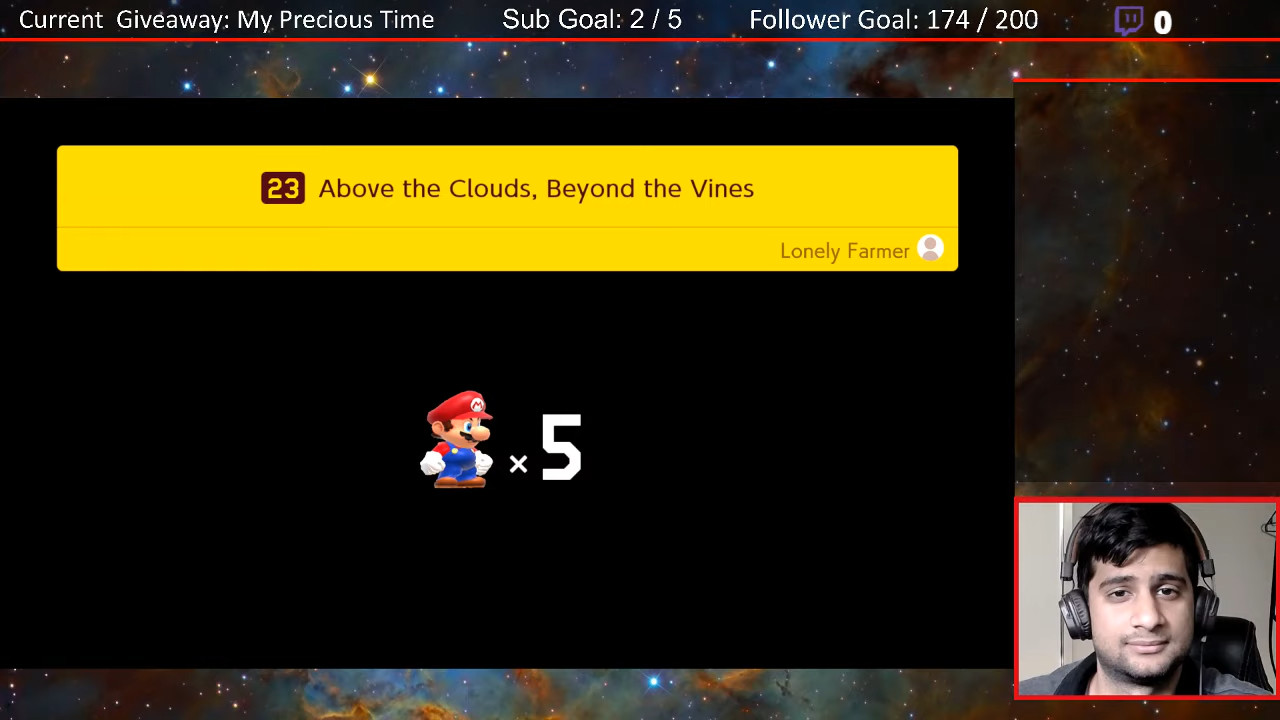 Current Giveaway: My Precious Time
Sub Goal: 2 / 5
Follower Goal: 174 / 200
0
23 Above the Clouds, Beyond the Vines
Lonely Farmer
M
× 5